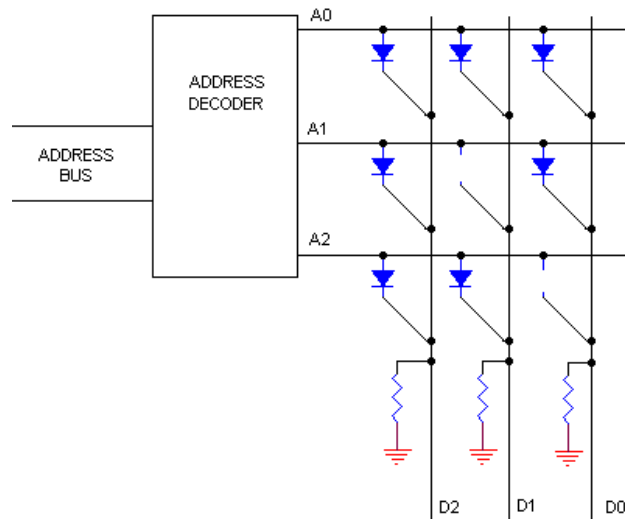 A0
ADDRESS
DECODER
A1
ADDRESS
BUS
A2
D2
D1
D0